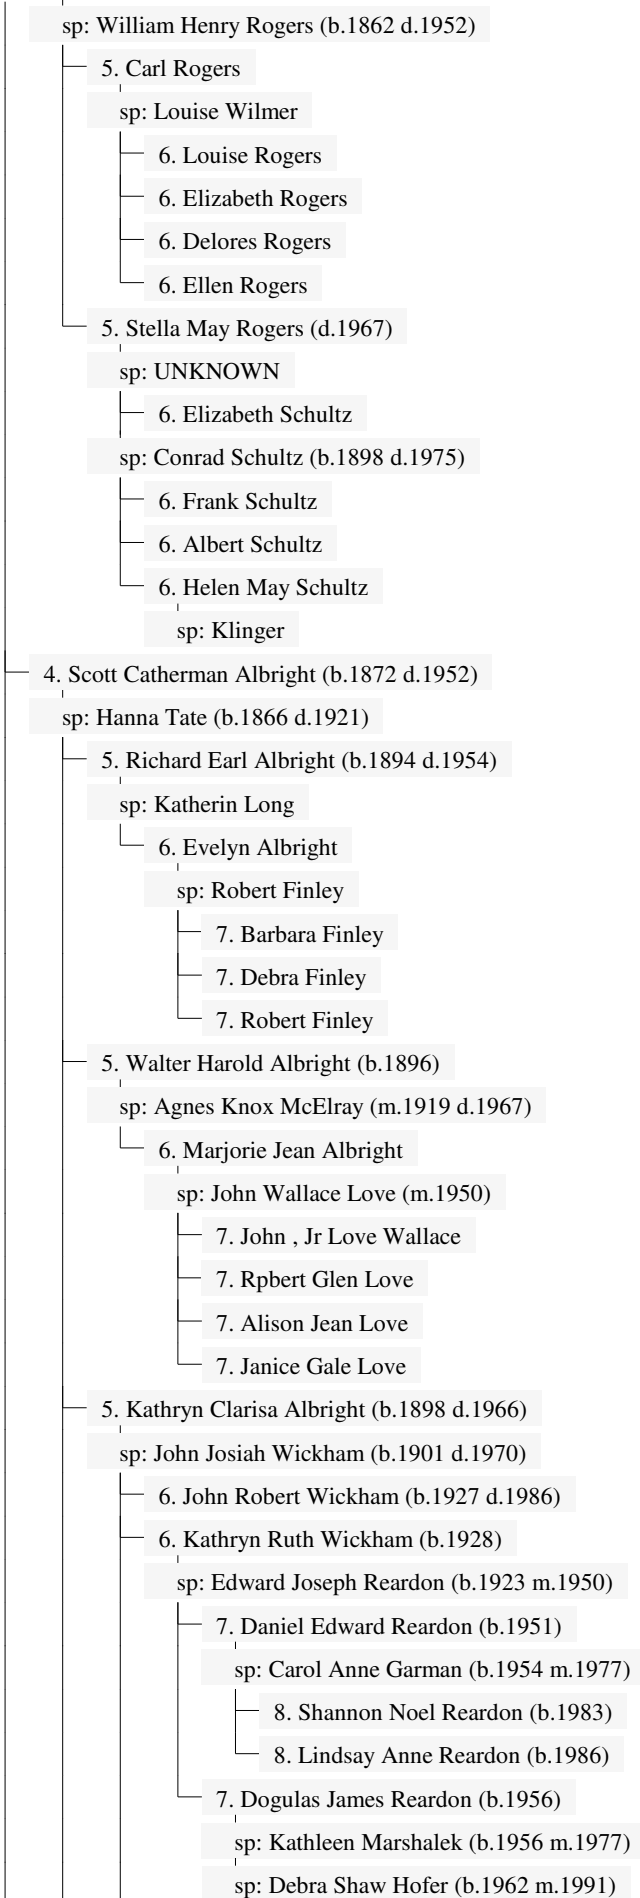 sp: William Henry Rogers (b.1862 d.1952)
5. Carl Rogers
sp: Louise Wilmer
6. Louise Rogers
6. Elizabeth Rogers
6. Delores Rogers
6. Ellen Rogers
5. Stella May Rogers (d.1967)
sp: UNKNOWN
6. Elizabeth Schultz
sp: Conrad Schultz (b.1898 d.1975)
6. Frank Schultz
6. Albert Schultz
6. Helen May Schultz
sp: Klinger
4. Scott Catherman Albright (b.1872 d.1952)
sp: Hanna Tate (b.1866 d.1921)
5. Richard Earl Albright (b.1894 d.1954)
sp: Katherin Long
6. Evelyn Albright
sp: Robert Finley
7. Barbara Finley
7. Debra Finley
7. Robert Finley
5. Walter Harold Albright (b.1896)
sp: Agnes Knox McElray (m.1919 d.1967)
6. Marjorie Jean Albright
sp: John Wallace Love (m.1950)
7. John , Jr Love Wallace
7. Rpbert Glen Love
7. Alison Jean Love
7. Janice Gale Love
5. Kathryn Clarisa Albright (b.1898 d.1966)
sp: John Josiah Wickham (b.1901 d.1970)
6. John Robert Wickham (b.1927 d.1986)
6. Kathryn Ruth Wickham (b.1928)
sp: Edward Joseph Reardon (b.1923 m.1950)
7. Daniel Edward Reardon (b.1951)
sp: Carol Anne Garman (b.1954 m.1977)
8. Shannon Noel Reardon (b.1983)
8. Lindsay Anne Reardon (b.1986)
7. Dogulas James Reardon (b.1956)
sp: Kathleen Marshalek (b.1956 m.1977)
sp: Debra Shaw Hofer (b.1962 m.1991)